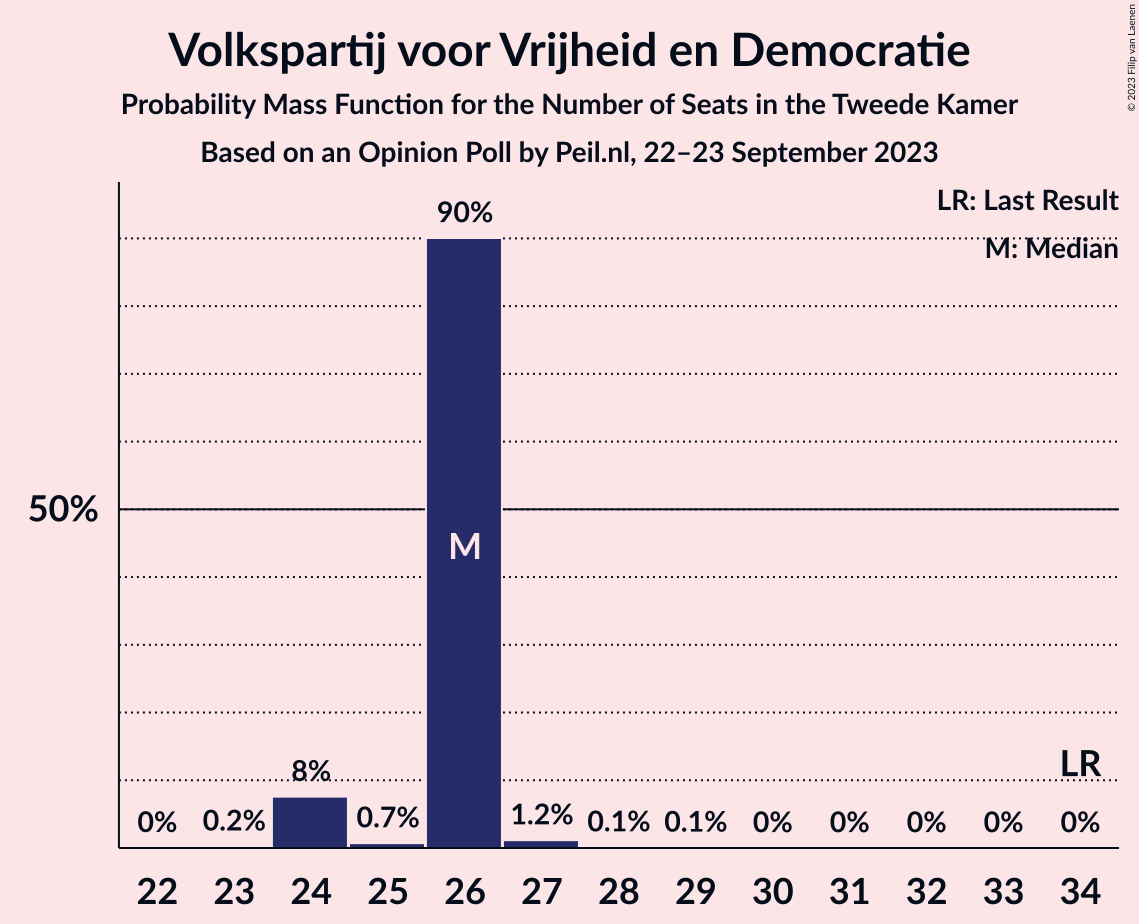 Volkspartij voor Vrijheid en Democratie
Probability Mass Function for the Number of Seats in the Tweede Kamer
Based on an Opinion Poll by Peil.nl, 22–23 September 2023
© 2023 Filip van Laenen
LR: Last Result
M: Median
90%
50%
M
8%
LR
0% 0.2% 0.7% 1.2% 0.1% 0.1% 0% 0% 0% 0% 0%
22 23 24 25 26 27 28 29 30 31 32 33 34